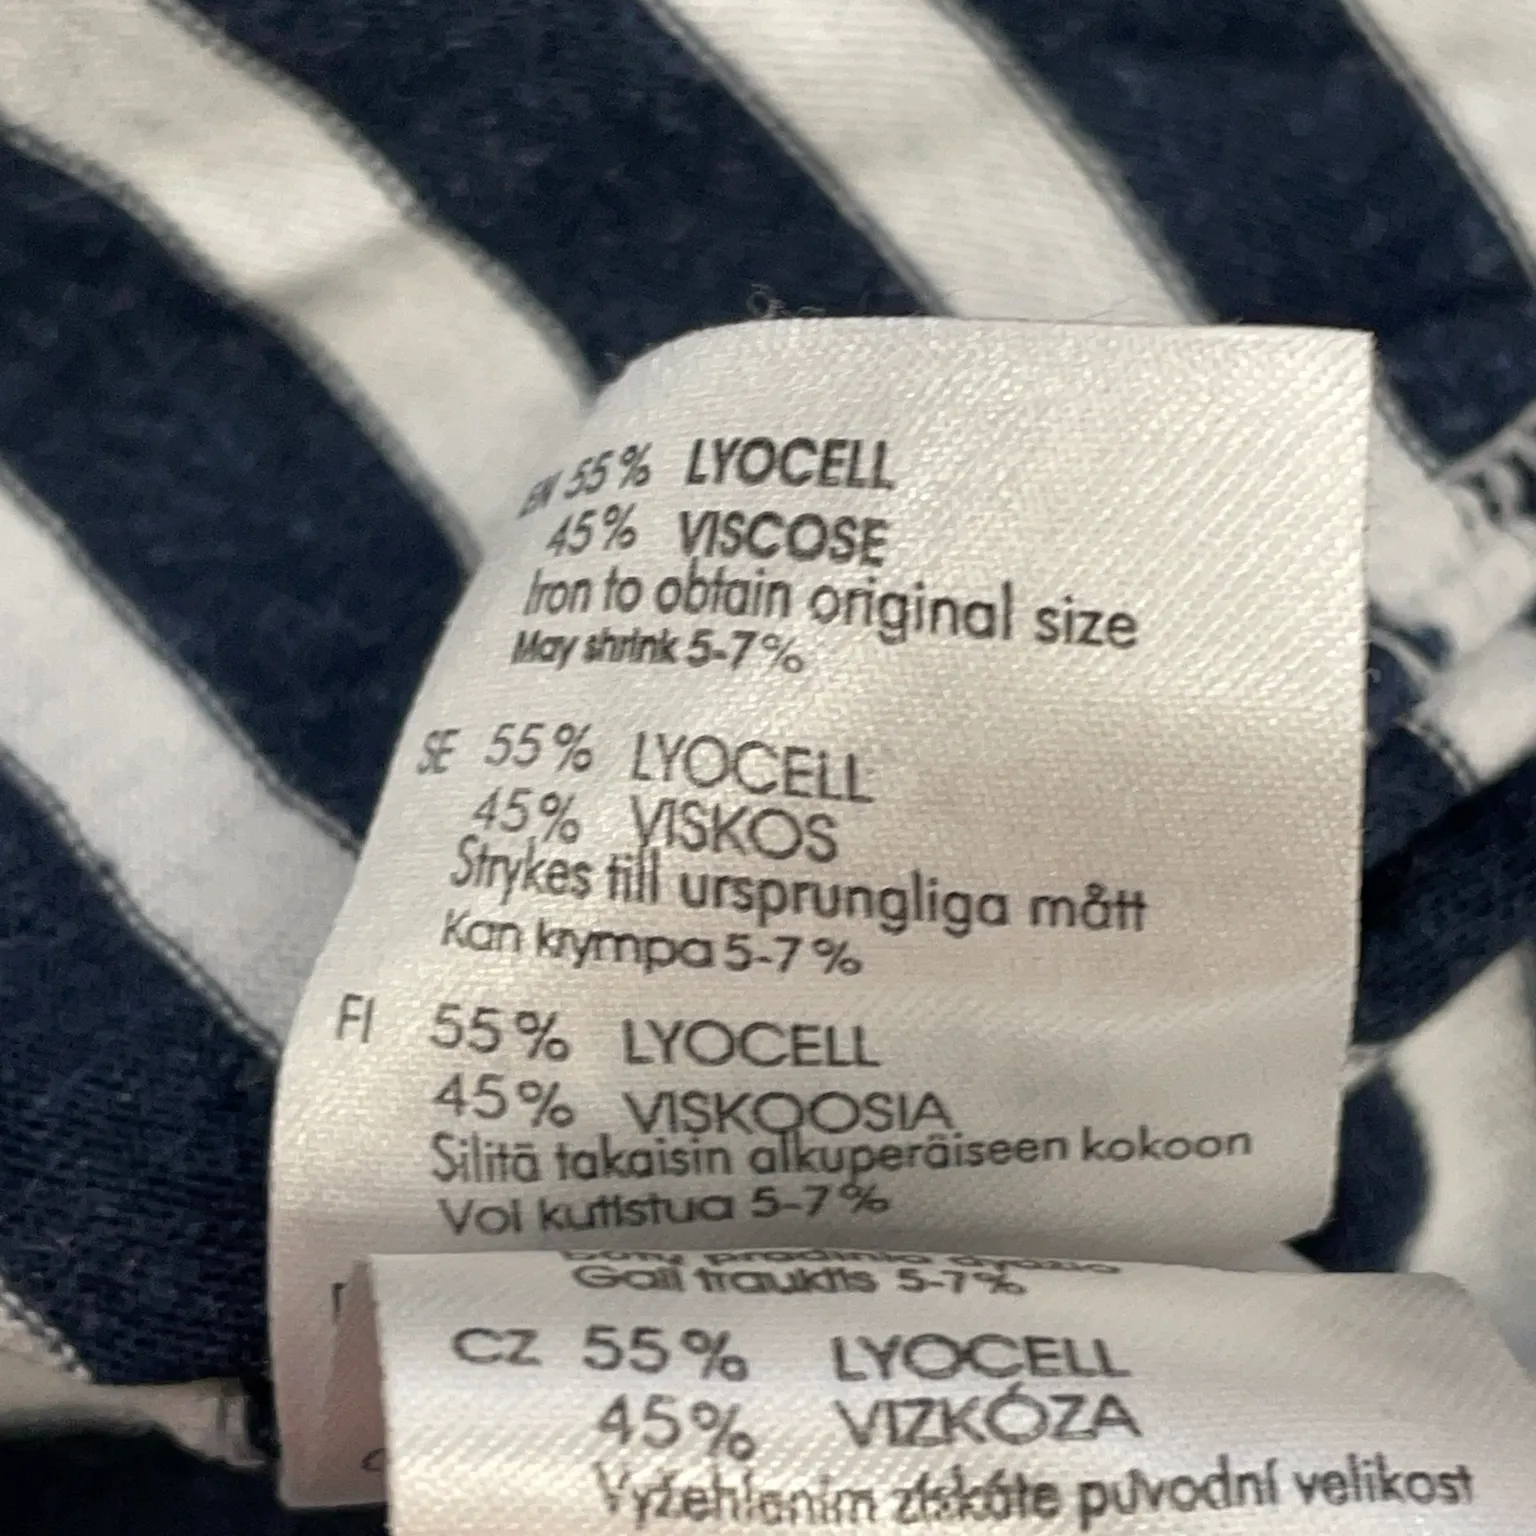 EN 55% LYOCELL
45% VISCOSE
Iron to obtain original size
May shrink 5-7%
SE 55% LYOCELL
45% VISKOS
Strykes till ursprungliga mått
Kan krympa 5-7%
FI 55% LYOCELL
45% VISKOOSIA
Silitä takaisin alkuperäiseen kokoon
Voi kutistua 5-7%
Gali trauktis 5-7%
CZ 55% LYOCELL
45% VIZKÓZA
Vyžehlením získáte původní velikost